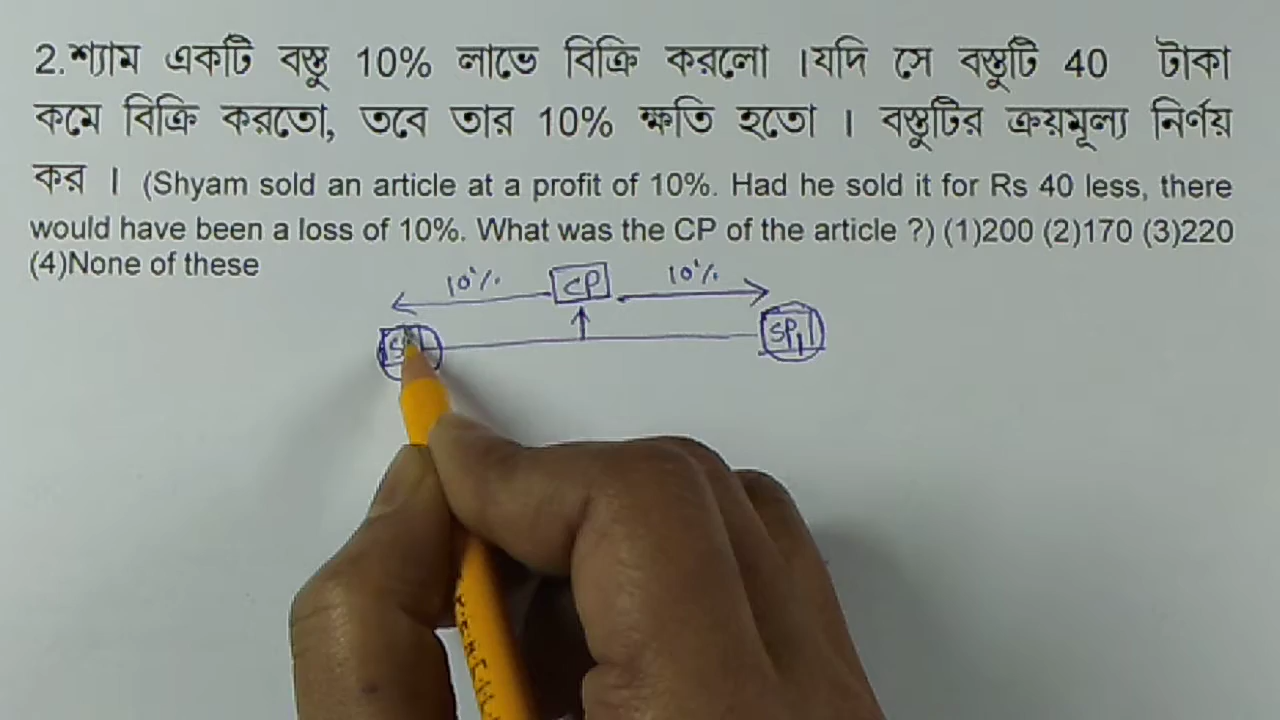 2.শ্যাম একটি বস্তু 10% লাভে বিক্রি করলো ।যদি সে বস্তুটি 40 টাকা
কমে বিক্রি করতো, তবে তার 10% ক্ষতি হতো । বস্তুটির ক্রয়মূল্য নির্ণয়
কর । (Shyam sold an article at a profit of 10%. Had he sold it for Rs 40 less, there
would have been a loss of 10%. What was the CP of the article ?) (1)200 (2)170 (3)220
(4)None of these
10% CP 10%
SP1